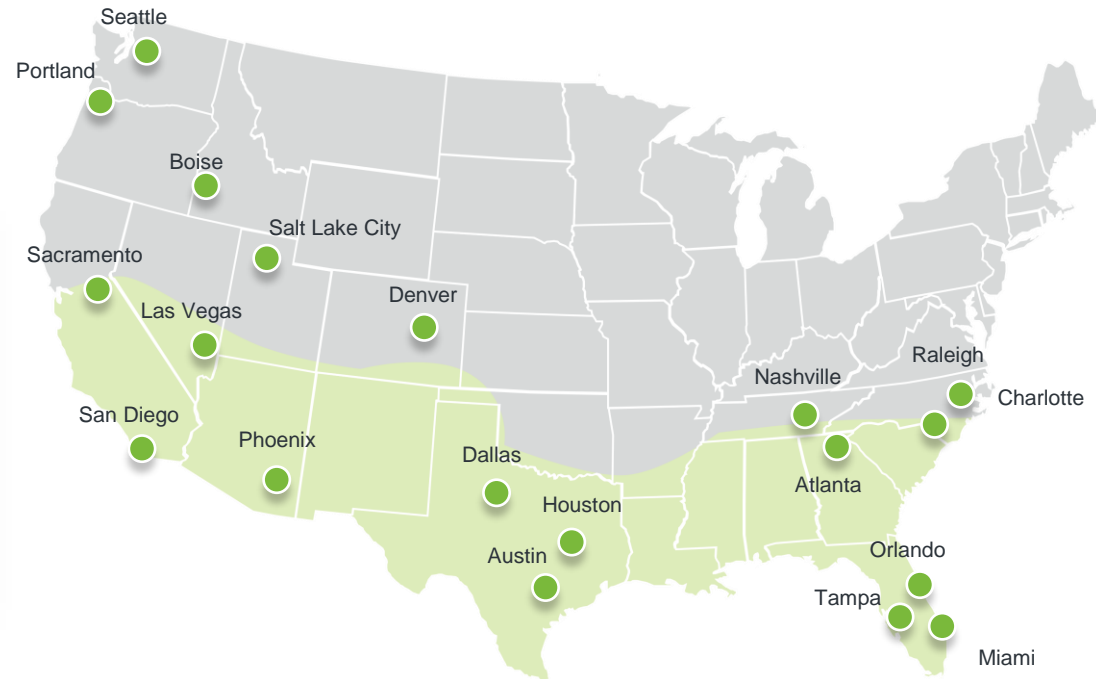 Seattle
Portland
Boise
Salt Lake City
Sacramento
Denver
Las Vegas
Raleigh
Nashville
Charlotte
San Diego
Phoenix
Dallas
Atlanta
Houston
Orlando
Austin
Tampa
Miami